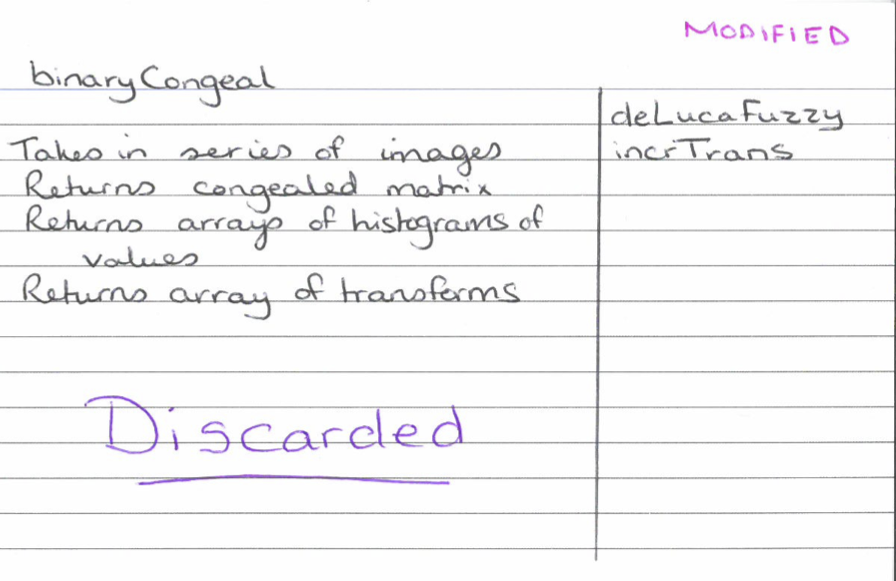 MODIFIED
binaryCongeal
Takes in series of images
Returns congealed matrix
Returns arrays of histograms of
values
Returns array of transforms
Discarded
deLucaFuzzy
incrTrans